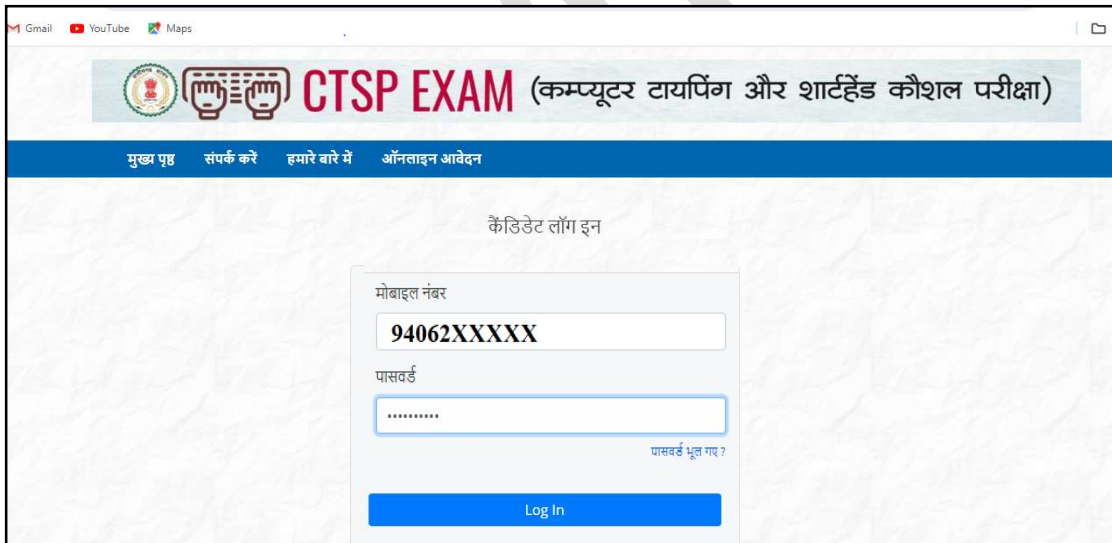 Gmail YouTube Maps
CTSP EXAM (कम्प्यूटर टायपिंग और शार्टहेंड कौशल परीक्षा)
मुख्य पृष्ठ संपर्क करें हमारे बारे में ऑनलाइन आवेदन
कैंडिडेट लॉग इन
मोबाइल नंबर
94062XXXXX
पासवर्ड
••••••••••
पासवर्ड भूल गए ?
Log In